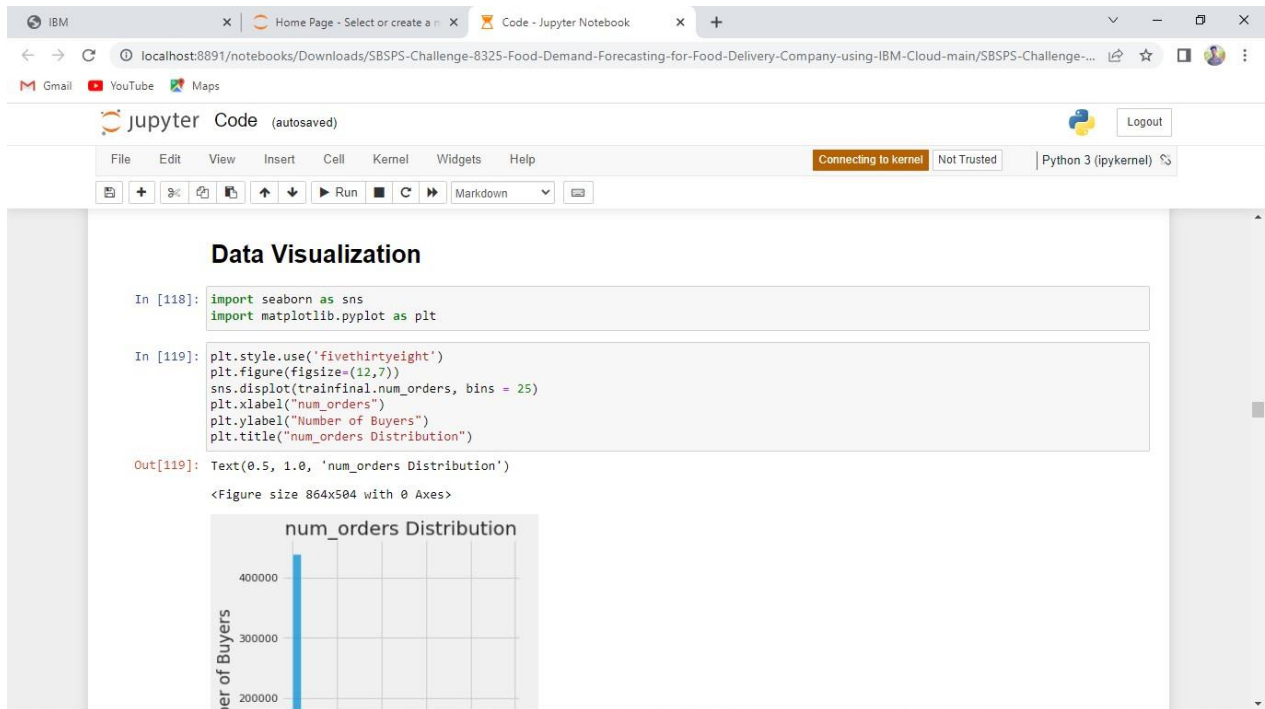 IBM
Home Page - Select or create a n
Code - Jupyter Notebook
localhost:8891/notebooks/Downloads/SBSPS-Challenge-8325-Food-Demand-Forecasting-for-Food-Delivery-Company-using-IBM-Cloud-main/SBSPS-Challenge-...
Gmail YouTube Maps
jupyter Code (autosaved) Logout
File Edit View Insert Cell Kernel Widgets Help Connecting to kernel Not Trusted Python 3 (ipykernel)
Run Markdown
Data Visualization
In [118]: import seaborn as sns
import matplotlib.pyplot as plt
In [119]: plt.style.use('fivethirtyeight')
plt.figure(figsize=(12,7))
sns.displot(trainfinal.num_orders, bins = 25)
plt.xlabel("num_orders")
plt.ylabel("Number of Buyers")
plt.title("num_orders Distribution")
Out[119]: Text(0.5, 1.0, 'num_orders Distribution')
<Figure size 864x504 with 0 Axes>
num_orders Distribution
400000
300000
200000
er of Buyers